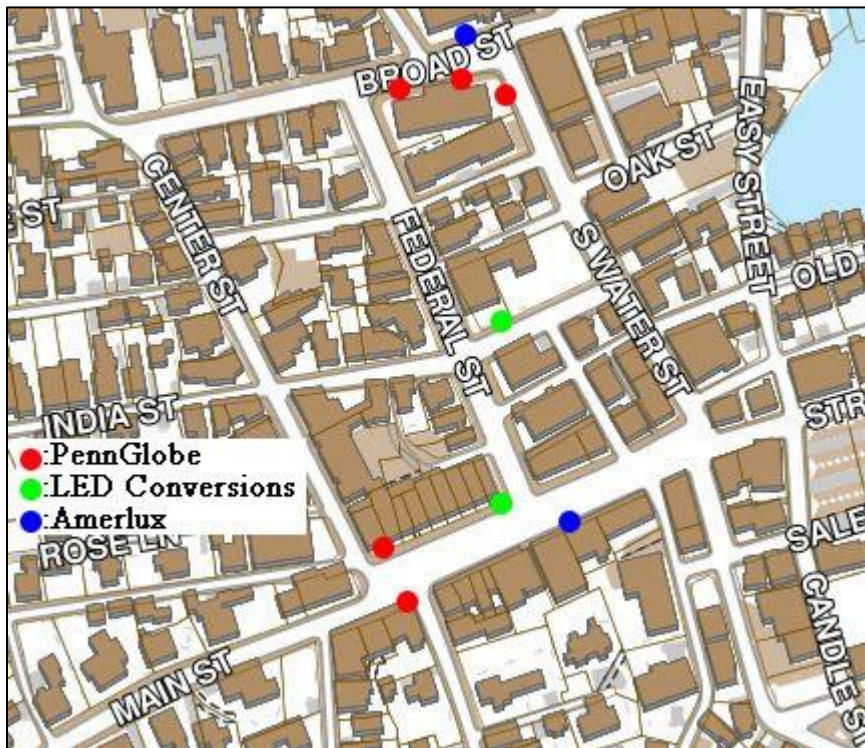 BROAD ST
EASY STREET
OAK ST
CENTER ST
E ST
FEDERAL ST
S WATER ST
OLD
INDIA ST
STR
:PennGlobe
:LED Conversions
:Amerlux
ROSE LN
SALE
CANDLE S
MAIN ST